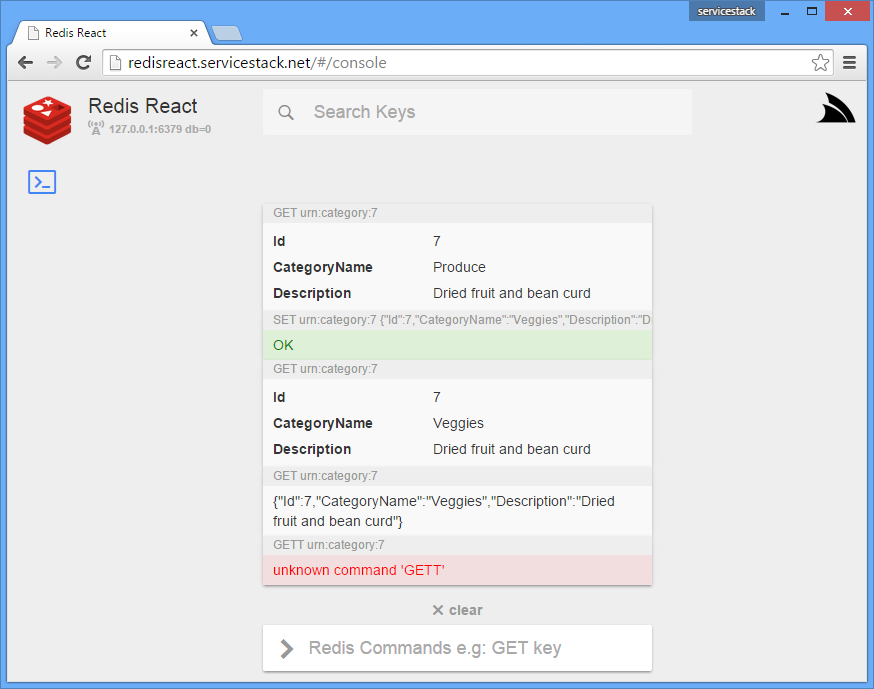 servicestack
Redis React
redisreact.servicestack.net/#/console
Redis React
127.0.0.1:6379 db=0
Search Keys
>_
GET urn:category:7
Id 7
CategoryName Produce
Description Dried fruit and bean curd
SET urn:category:7 {"Id":7,"CategoryName":"Veggies","Description":"D
OK
GET urn:category:7
Id 7
CategoryName Veggies
Description Dried fruit and bean curd
GET urn:category:7
{"Id":7,"CategoryName":"Veggies","Description":"Dried
fruit and bean curd"}
GETT urn:category:7
unknown command 'GETT'
clear
Redis Commands e.g: GET key